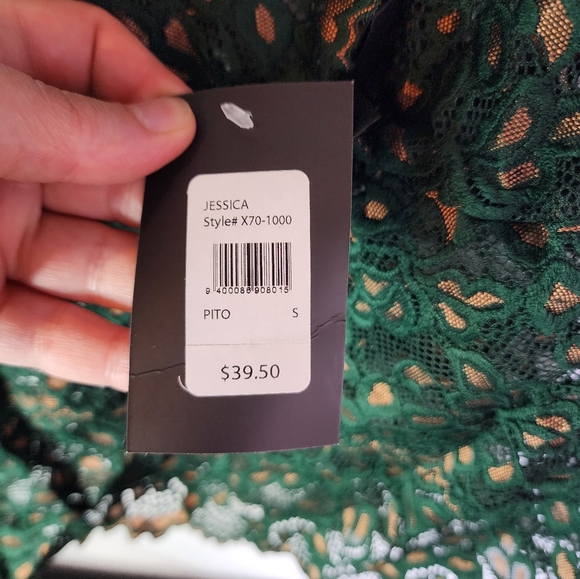 JESSICA
Style# X70-1000
9 400086 908015
PITO S
$39.50